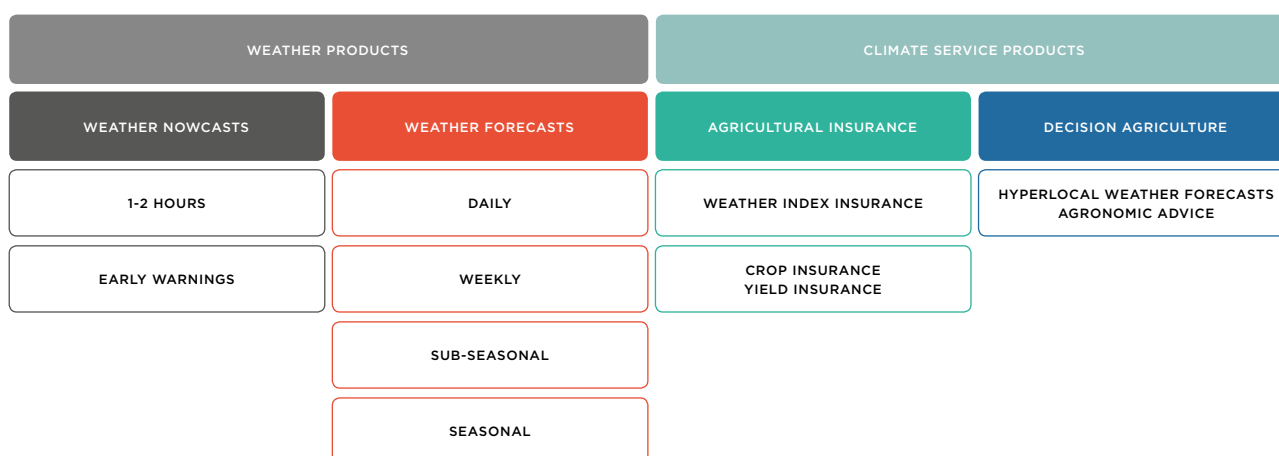 WEATHER PRODUCTS
CLIMATE SERVICE PRODUCTS
WEATHER NOWCASTS
WEATHER FORECASTS
AGRICULTURAL INSURANCE
DECISION AGRICULTURE
1-2 HOURS
DAILY
WEATHER INDEX INSURANCE
HYPERLOCAL WEATHER FORECASTS
AGRONOMIC ADVICE
EARLY WARNINGS
WEEKLY
CROP INSURANCE
YIELD INSURANCE
SUB-SEASONAL
SEASONAL